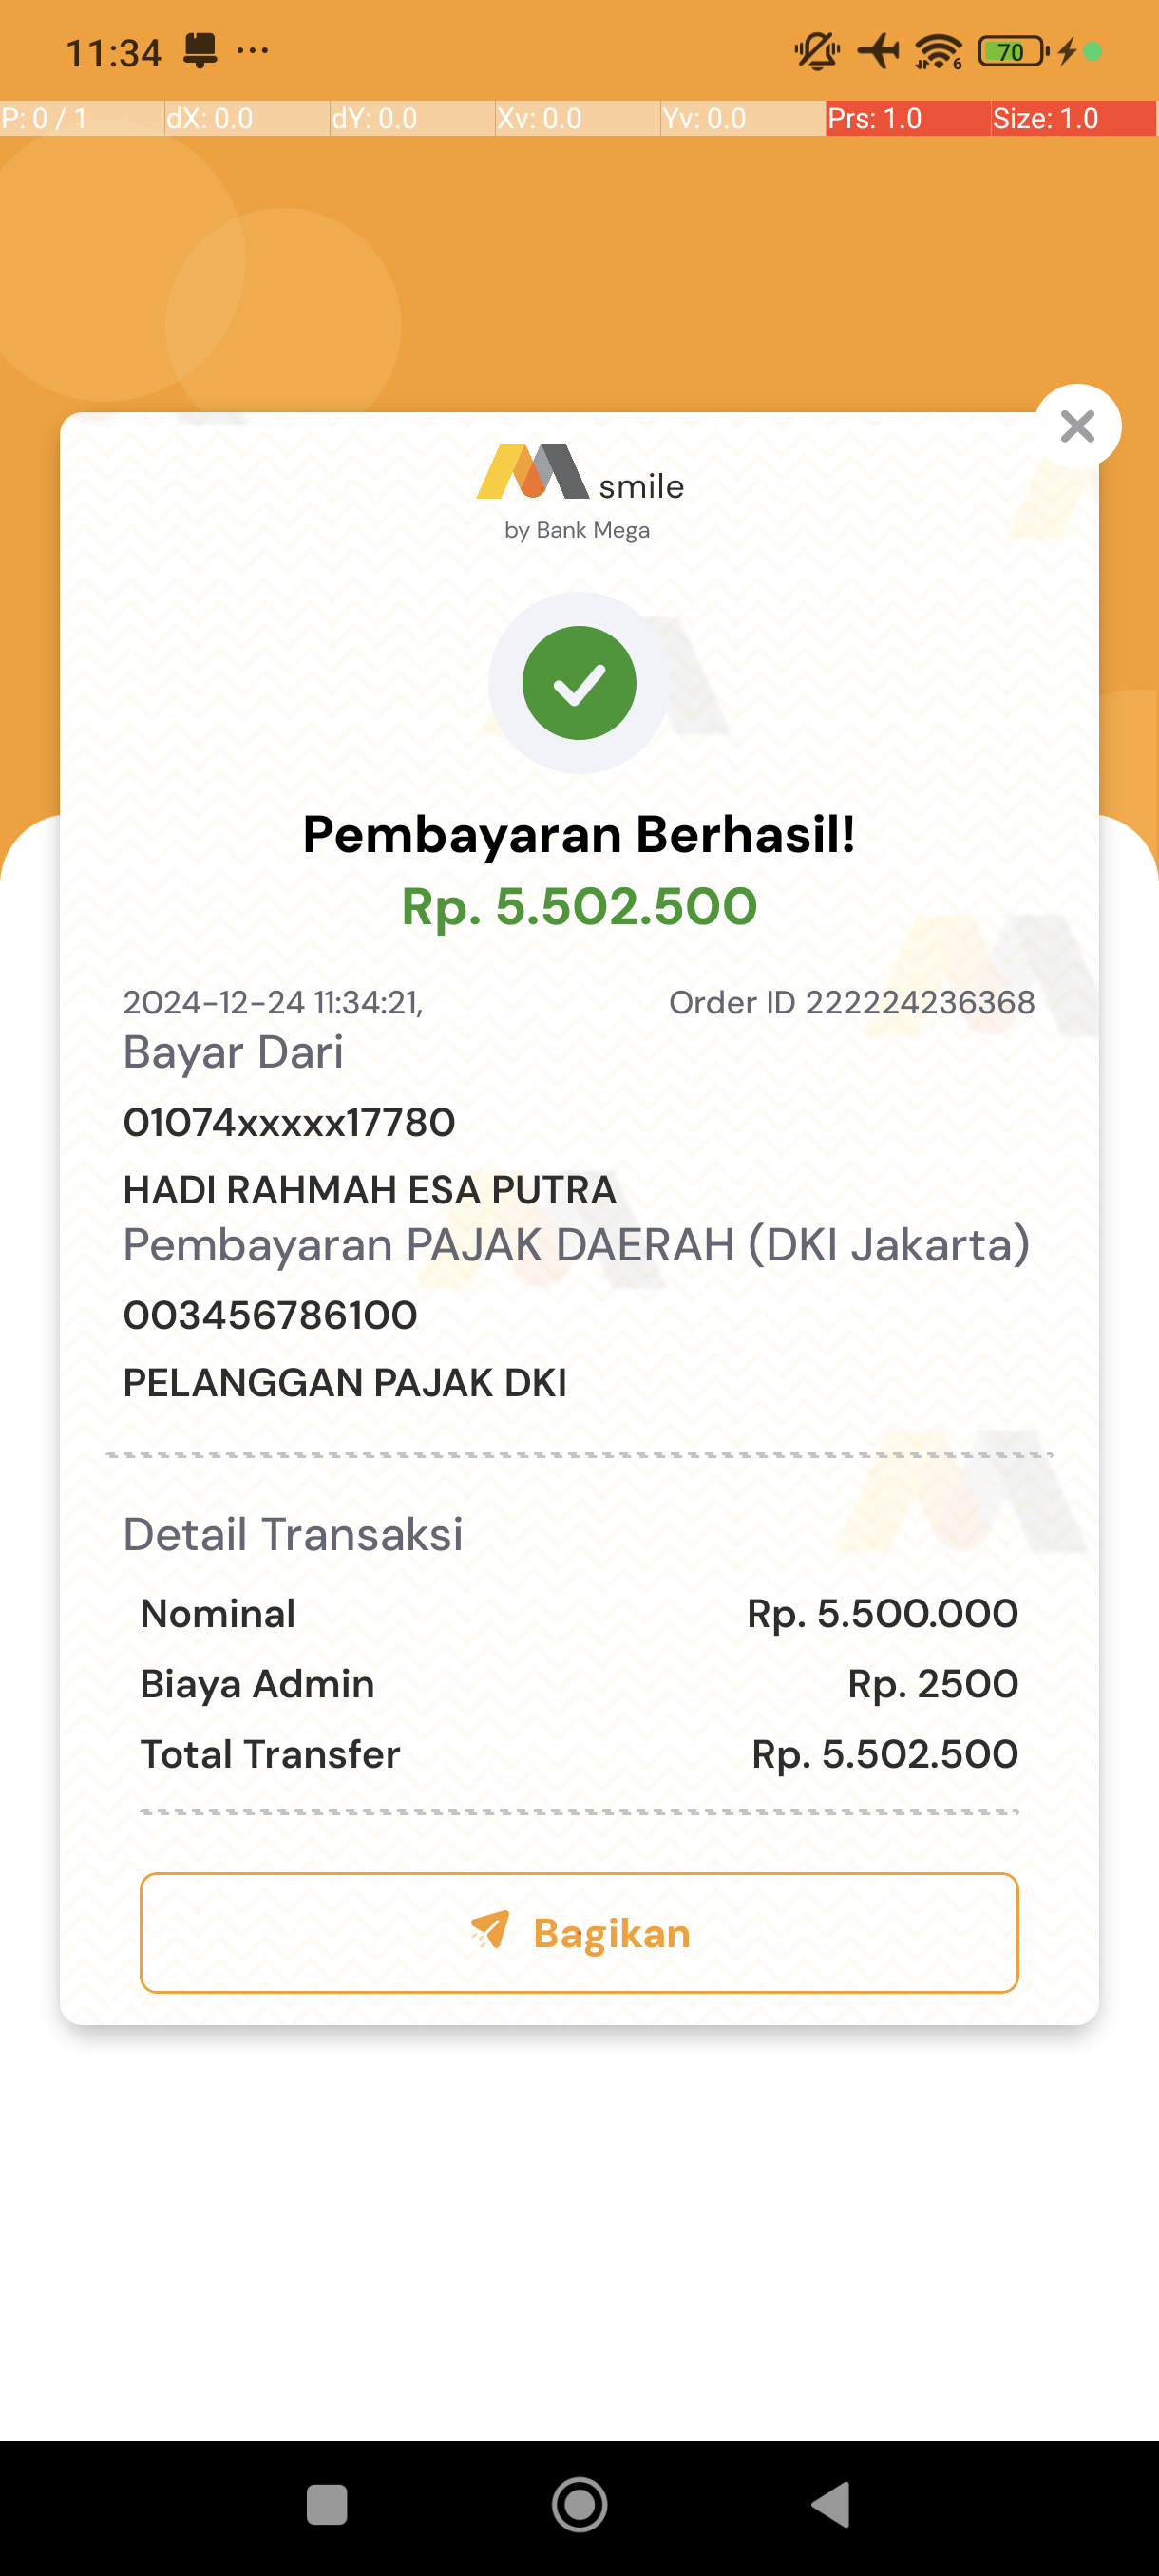 11:34
70
P: 0 / 1 dX: 0.0 dY: 0.0 Xv: 0.0 Yv: 0.0 Prs: 1.0 Size: 1.0
smile
by Bank Mega
Pembayaran Berhasil!
Rp. 5.502.500
2024-12-24 11:34:21, Order ID 222224236368
Bayar Dari
01074xxxxx17780
HADI RAHMAH ESA PUTRA
Pembayaran PAJAK DAERAH (DKI Jakarta)
003456786100
PELANGGAN PAJAK DKI
Detail Transaksi
Nominal Rp. 5.500.000
Biaya Admin Rp. 2500
Total Transfer Rp. 5.502.500
Bagikan